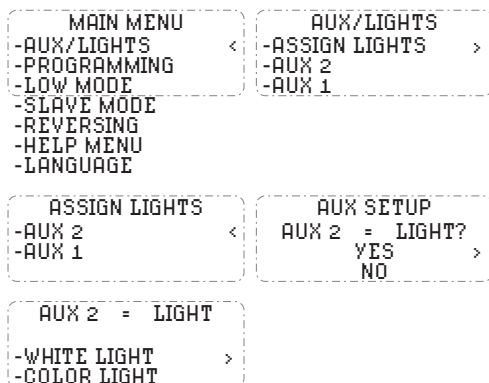 MAIN MENU
-AUX/LIGHTS <
-PROGRAMMING
-LOW MODE
-SLAVE MODE
-REVERSING
-HELP MENU
-LANGUAGE
AUX/LIGHTS
-ASSIGN LIGHTS >
-AUX 2
-AUX 1
ASSIGN LIGHTS
-AUX 2 <
-AUX 1
AUX SETUP
AUX 2 = LIGHT?
YES >
NO
AUX 2 = LIGHT
-WHITE LIGHT >
-COLOR LIGHT